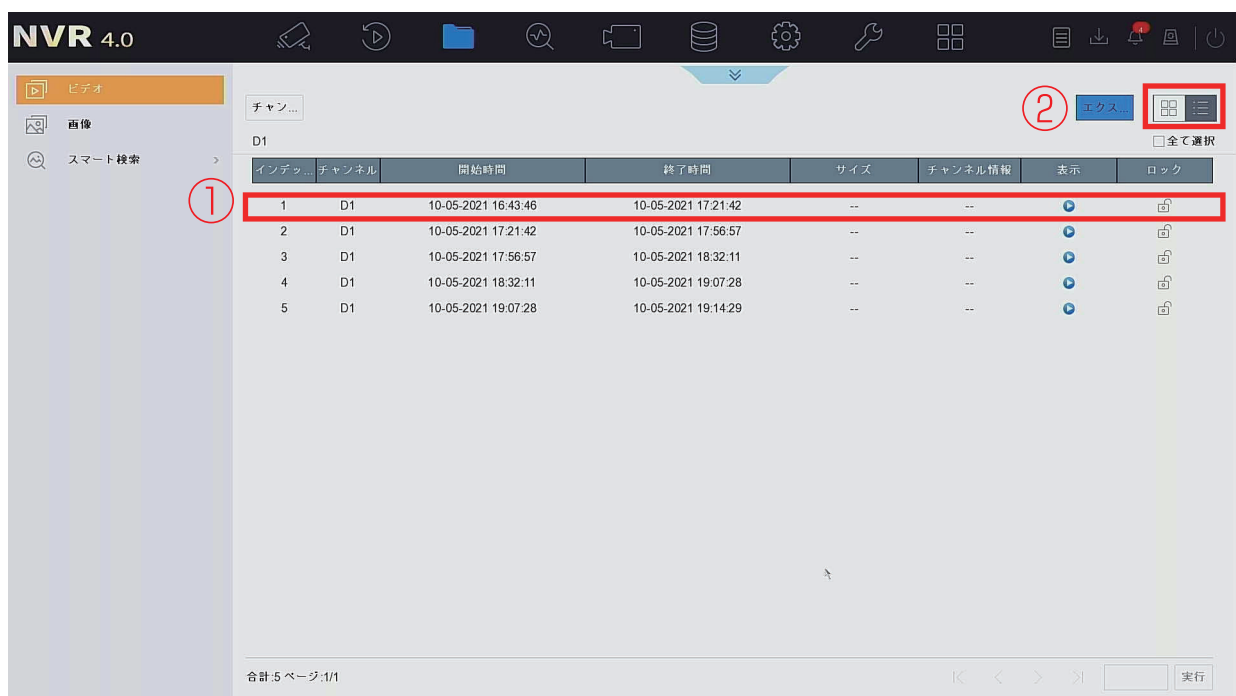 NVR 4.0
4
ビデオ
画像
スマート検索
チャン...
②
エクス...
D1
全て選択
インデッ... チャンネル 開始時間 終了時間 サイズ チャンネル情報 表示 ロック
①
1 D1 10-05-2021 16:43:46 10-05-2021 17:21:42 -- --
2 D1 10-05-2021 17:21:42 10-05-2021 17:56:57 -- --
3 D1 10-05-2021 17:56:57 10-05-2021 18:32:11 -- --
4 D1 10-05-2021 18:32:11 10-05-2021 19:07:28 -- --
5 D1 10-05-2021 19:07:28 10-05-2021 19:14:29 -- --
合計:5 ページ:1/1
実行